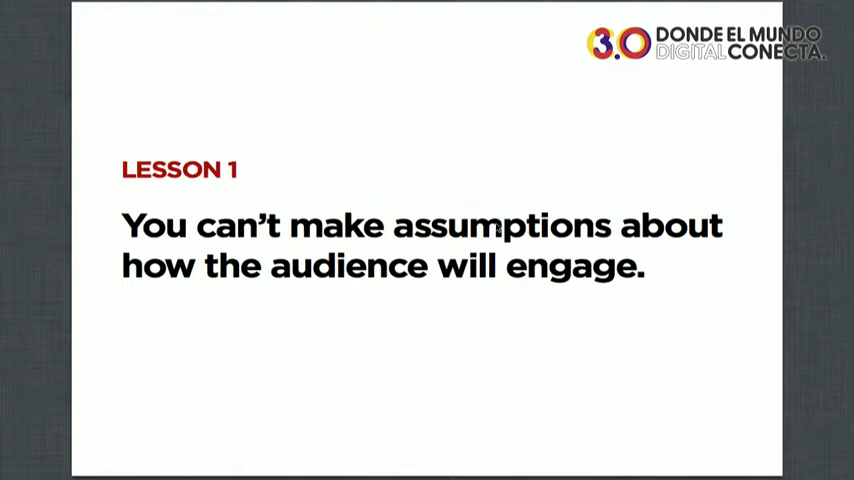 3.0 DONDE EL MUNDO
DIGITAL CONECTA.
LESSON 1
You can't make assumptions about
how the audience will engage.